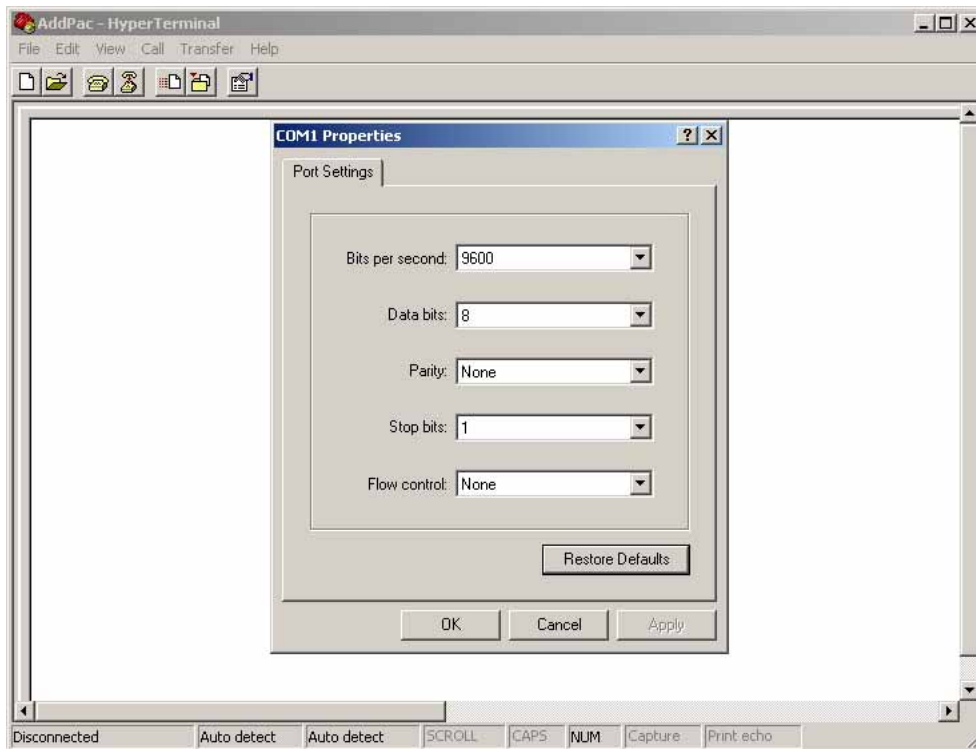 AddPac - HyperTerminal
File Edit View Call Transfer Help
COM1 Properties
Port Settings
Bits per second: 9600
Data bits: 8
Parity: None
Stop bits: 1
Flow control: None
Restore Defaults
OK Cancel Apply
Disconnected Auto detect Auto detect SCROLL CAPS NUM Capture Print echo